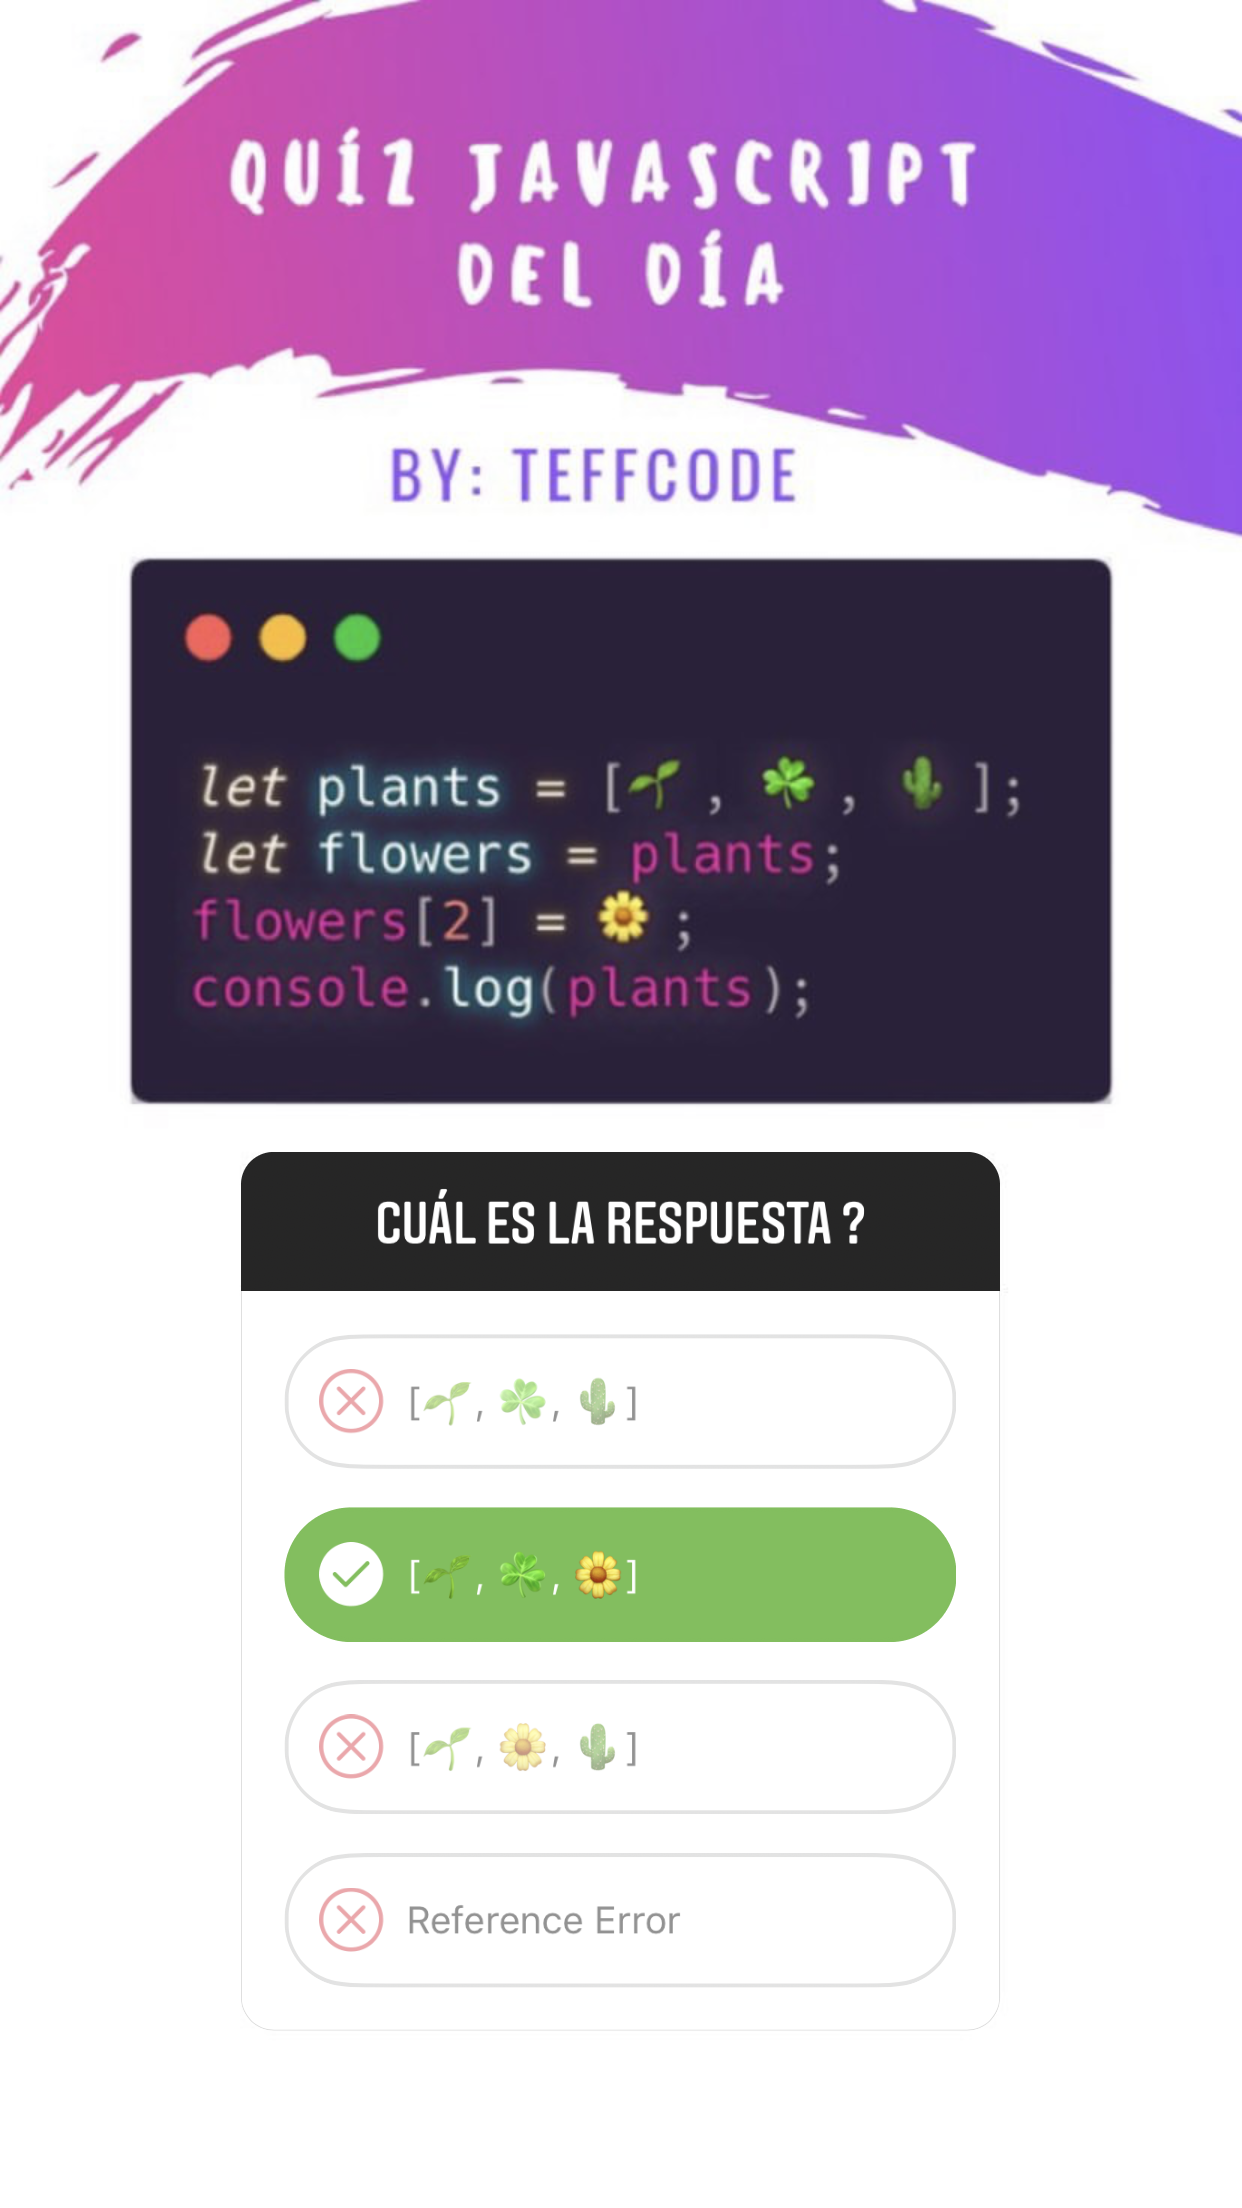 QUÍZ JAVASCRIPT
DEL DÍA
BY: TEFFCODE
let plants = [🌱 , ☘️ , 🌵 ];
let flowers = plants;
flowers[2] = 🌼 ;
console.log(plants);
CUÁL ES LA RESPUESTA ?
[🌱, ☘️, 🌵 ]
[🌱, ☘️, 🌼]
[🌱, 🌼, 🌵 ]
Reference Error